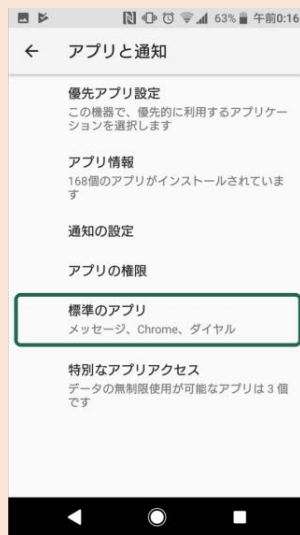 63% 午前0:16
アプリと通知
優先アプリ設定
この機器で、優先的に利用するアプリケー
ションを選択します
アプリ情報
168個のアプリがインストールされていま
す
通知の設定
アプリの権限
標準のアプリ
メッセージ、Chrome、ダイヤル
特別なアプリアクセス
データの無制限使用が可能なアプリは 3 個
です